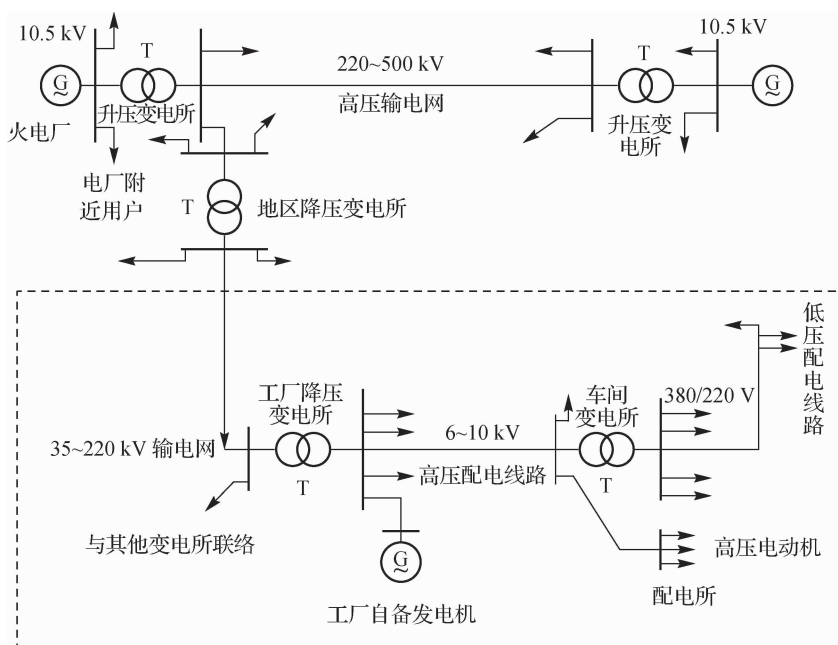 10.5 kV
T
G
火电厂
升压变电所
电厂附
近用户
220~500 kV
高压输电网
10.5 kV
T
G
升压变
电所
T
地区降压变电所
低压配电线路
工厂降压
变电所
T
35~220 kV 输电网
与其他变电所联络
6~10 kV
高压配电线路
G
工厂自备发电机
车间
变电所
T
380/220 V
高压电动机
配电所